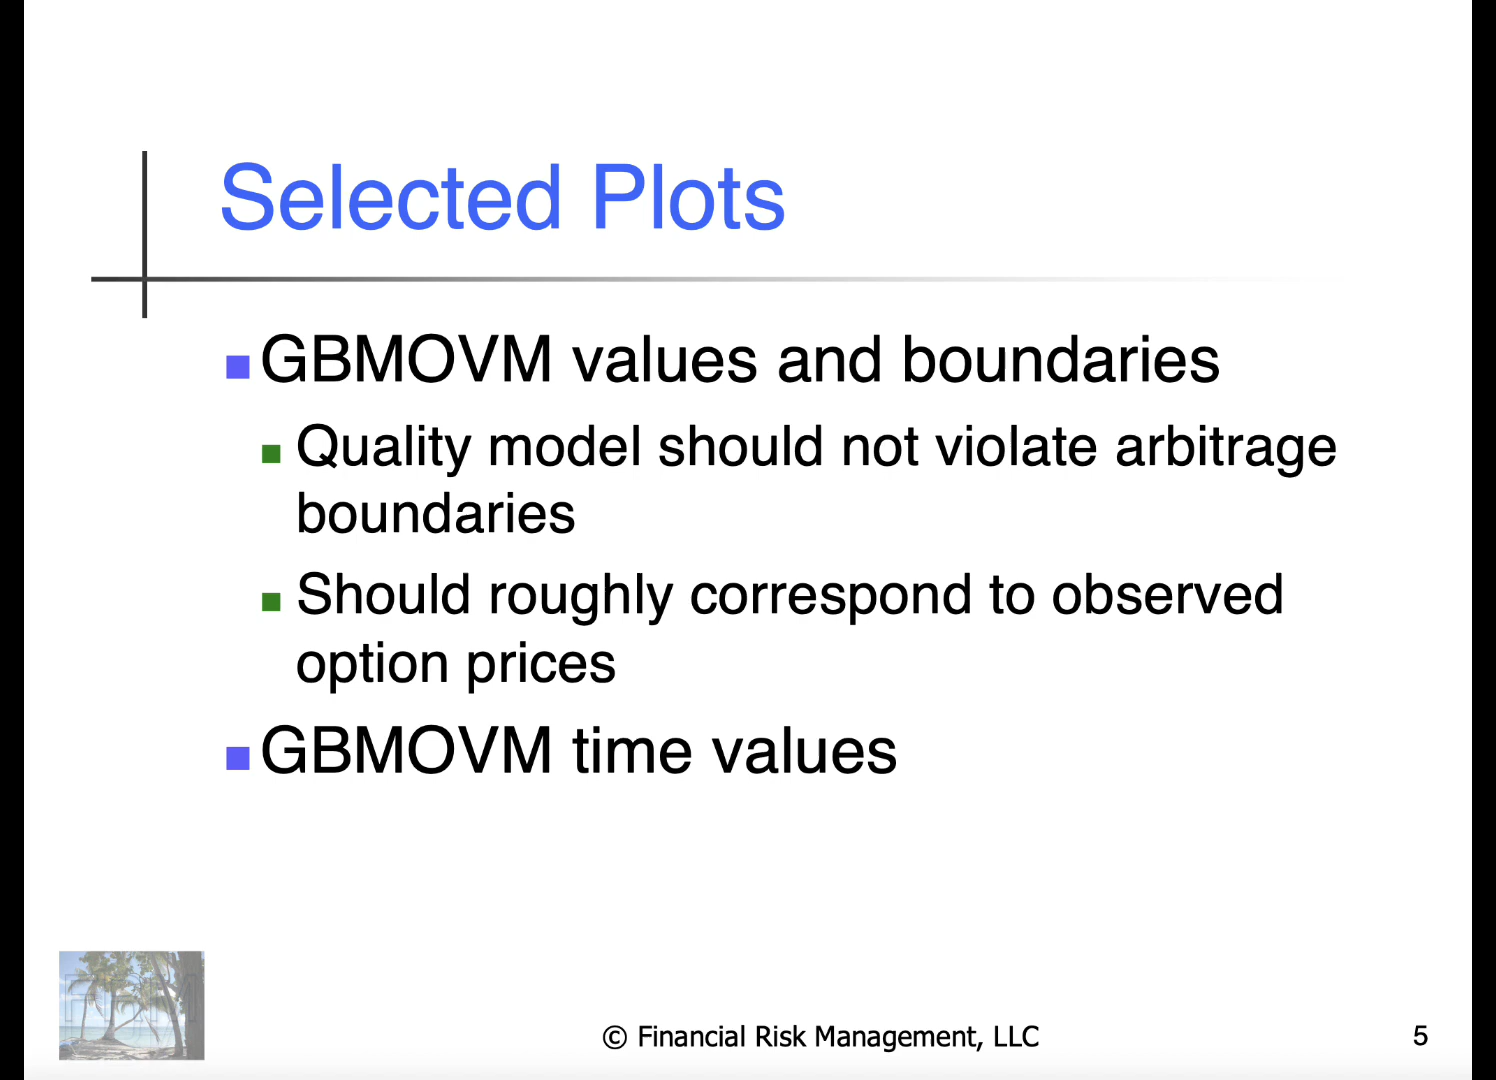 Selected Plots
GBMOVM values and boundaries
Quality model should not violate arbitrage
boundaries
Should roughly correspond to observed
option prices
GBMOVM time values
© Financial Risk Management, LLC
5